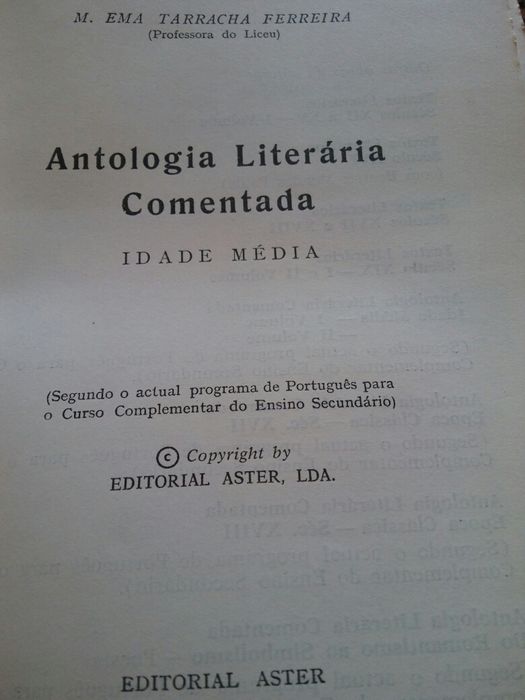 M. EMA TARRACHA FERREIRA
(Professora do Liceu)
Antologia Literária
Comentada
IDADE MÉDIA
(Segundo o actual programa de Português para
o Curso Complementar do Ensino Secundário)
© Copyright by
EDITORIAL ASTER, LDA.
EDITORIAL ASTER